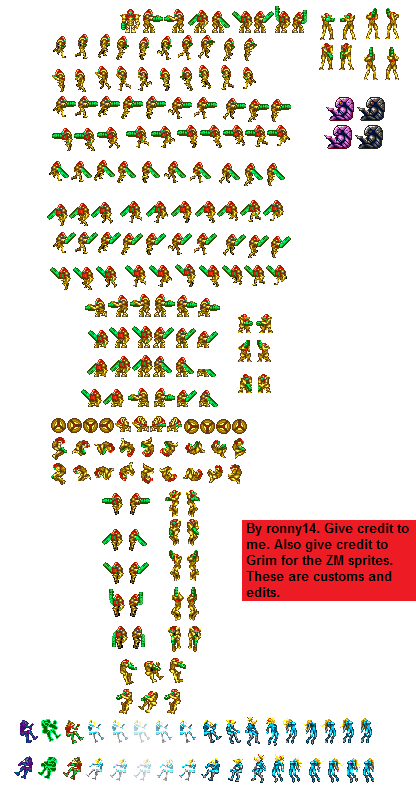 By ronny14. Give credit to
me. Also give credit to
Grim for the ZM sprites.
These are customs and
edits.